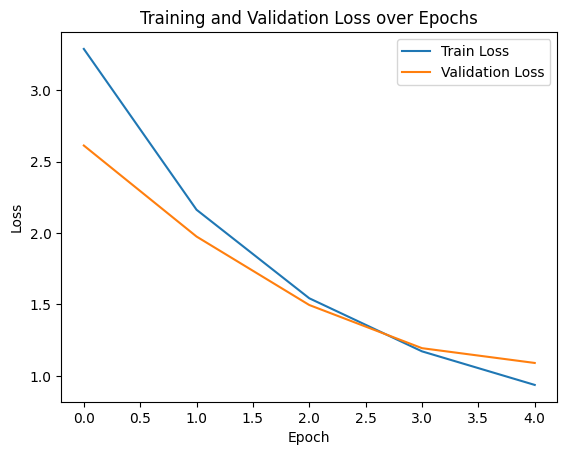 Training and Validation Loss over Epochs
Train Loss
Validation Loss
3.0
2.5
2.0
1.5
1.0
Loss
0.0 0.5 1.0 1.5 2.0 2.5 3.0 3.5 4.0
Epoch